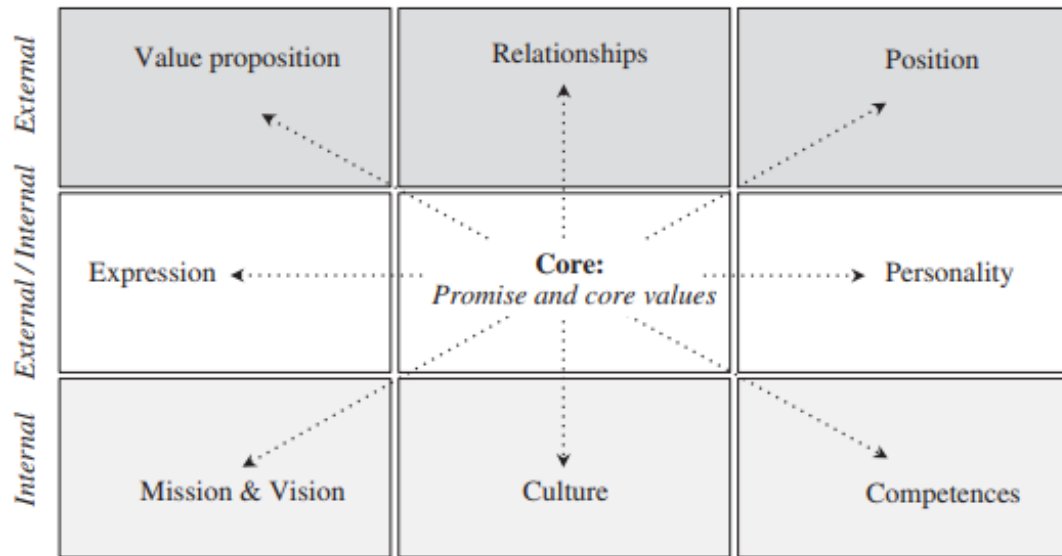 External
Value proposition
Relationships
Position
External / Internal
Expression
Core:
Promise and core values
Personality
Internal
Mission & Vision
Culture
Competences